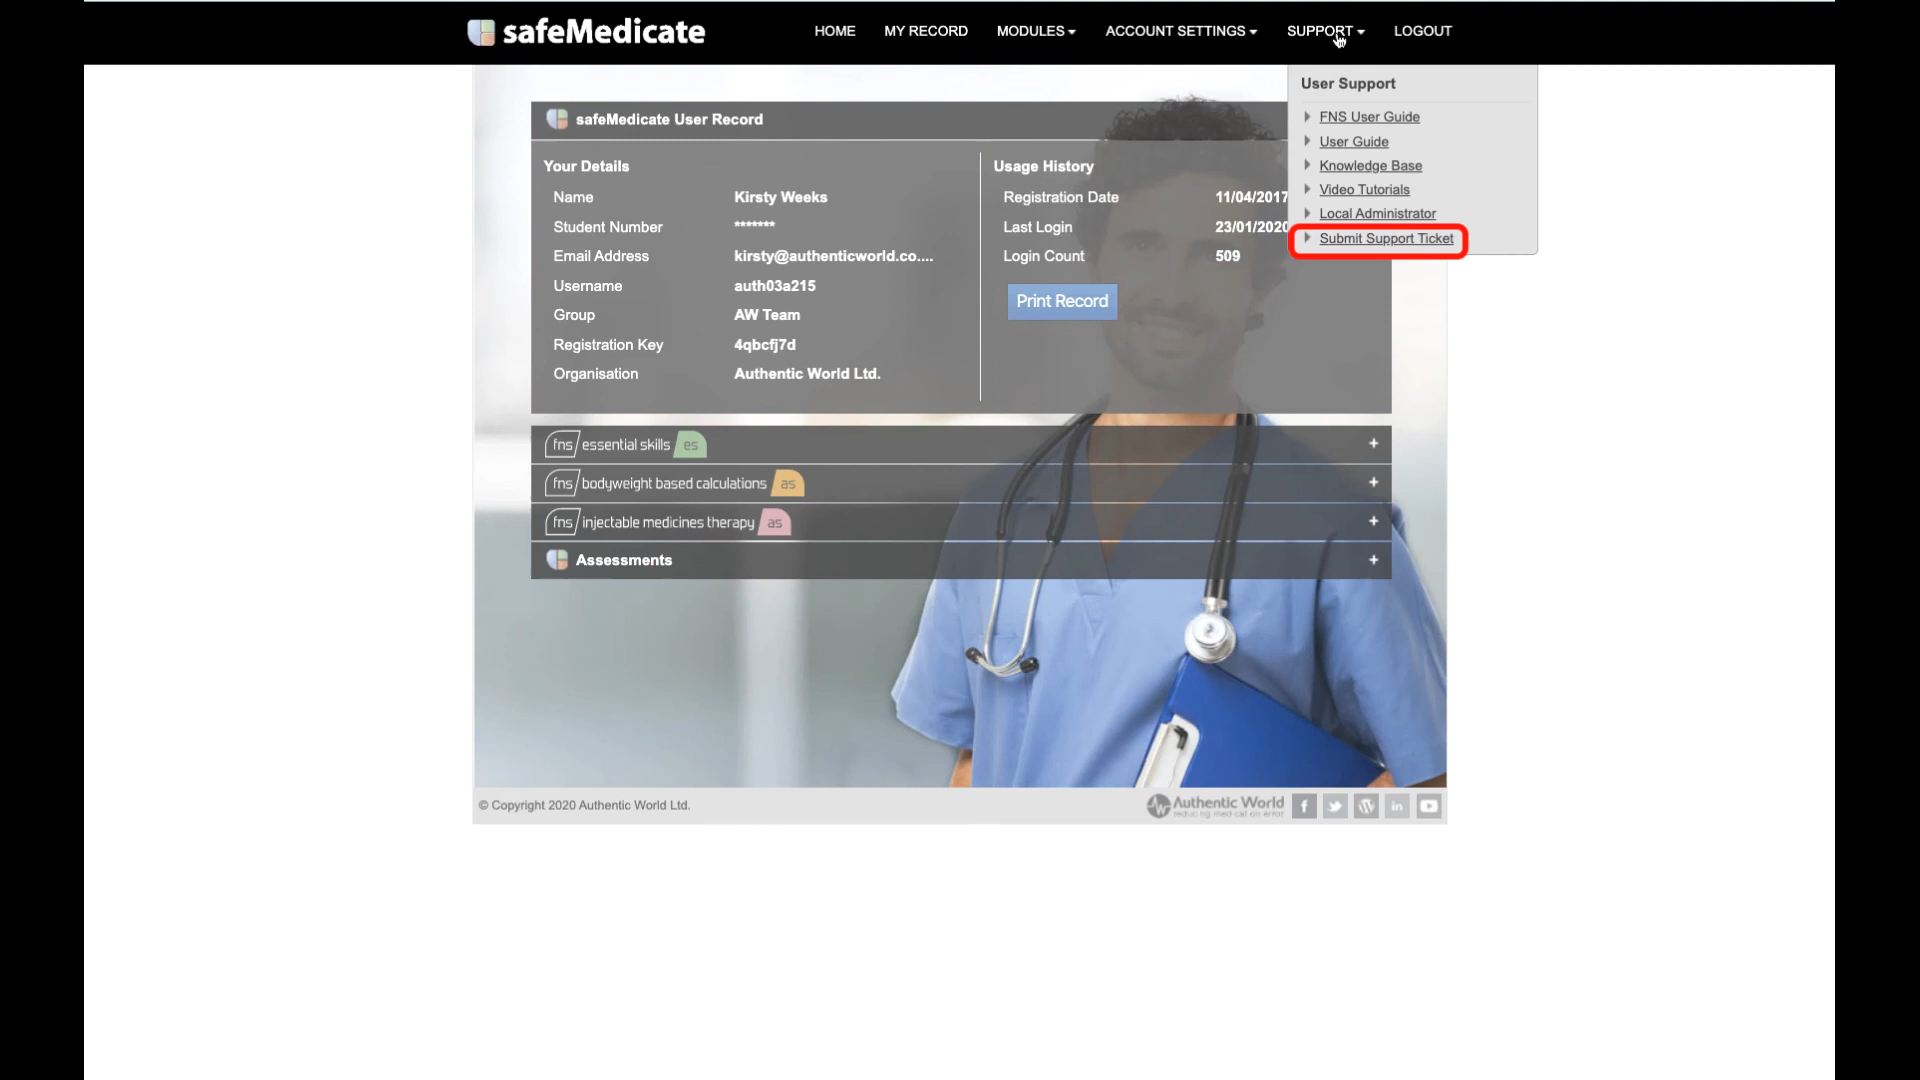 safeMedicate
HOME MY RECORD MODULES ACCOUNT SETTINGS SUPPORT LOGOUT
User Support
FNS User Guide
User Guide
Knowledge Base
Video Tutorials
Local Administrator
Submit Support Ticket
safeMedicate User Record
Your Details
Name Kirsty Weeks
Student Number *******
Email Address kirsty@authenticworld.co....
Username auth03a215
Group AW Team
Registration Key 4qbcfj7d
Organisation Authentic World Ltd.
Usage History
Registration Date 11/04/2017
Last Login 23/01/2020
Login Count 509
Print Record
fns essential skills es +
fns bodyweight based calculations as +
fns injectable medicines therapy as +
Assessments +
© Copyright 2020 Authentic World Ltd.
Authentic World
reducing medication error